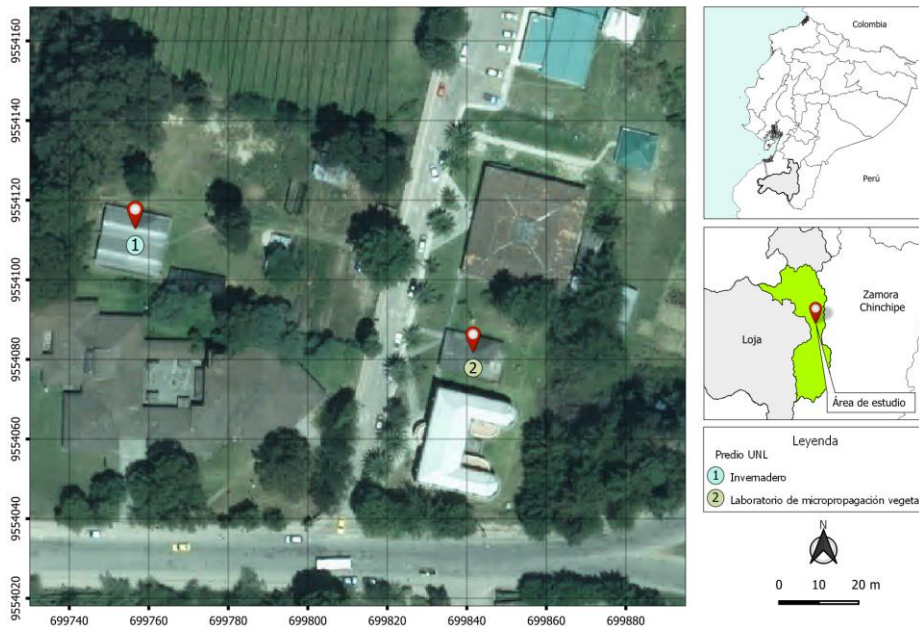 9554160
9554140
9554120
9554100
9554080
9554060
9554040
9554020
699740
699760
699780
699800
699820
699840
699860
699880
1
2
Colombia
Perú
Zamora
Chinchipe
Loja
Área de estudio
Leyenda
Predio UNL
1 Invernadero
2 Laboratorio de micropropagación vegeta
N
0 10 20 m